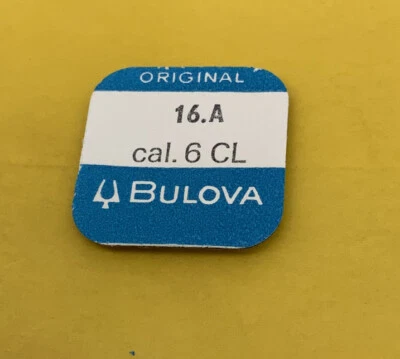 ORIGINAL
16.A
cal. 6 CL
BULOVA